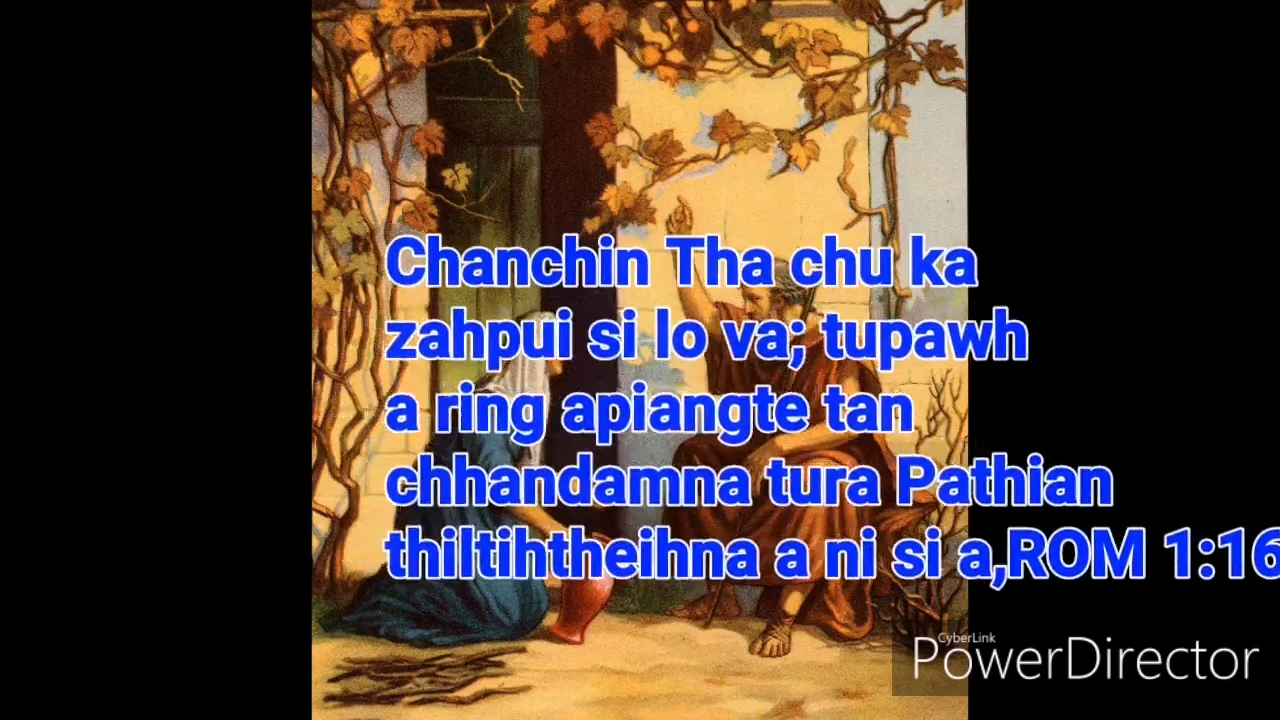 Chanchin Tha chu ka
zahpui si lo va; tupawh
a ring apiangte tan
chhandamna tura Pathian
thiltihtheihna a ni si a,ROM 1:16
CyberLink
PowerDirector